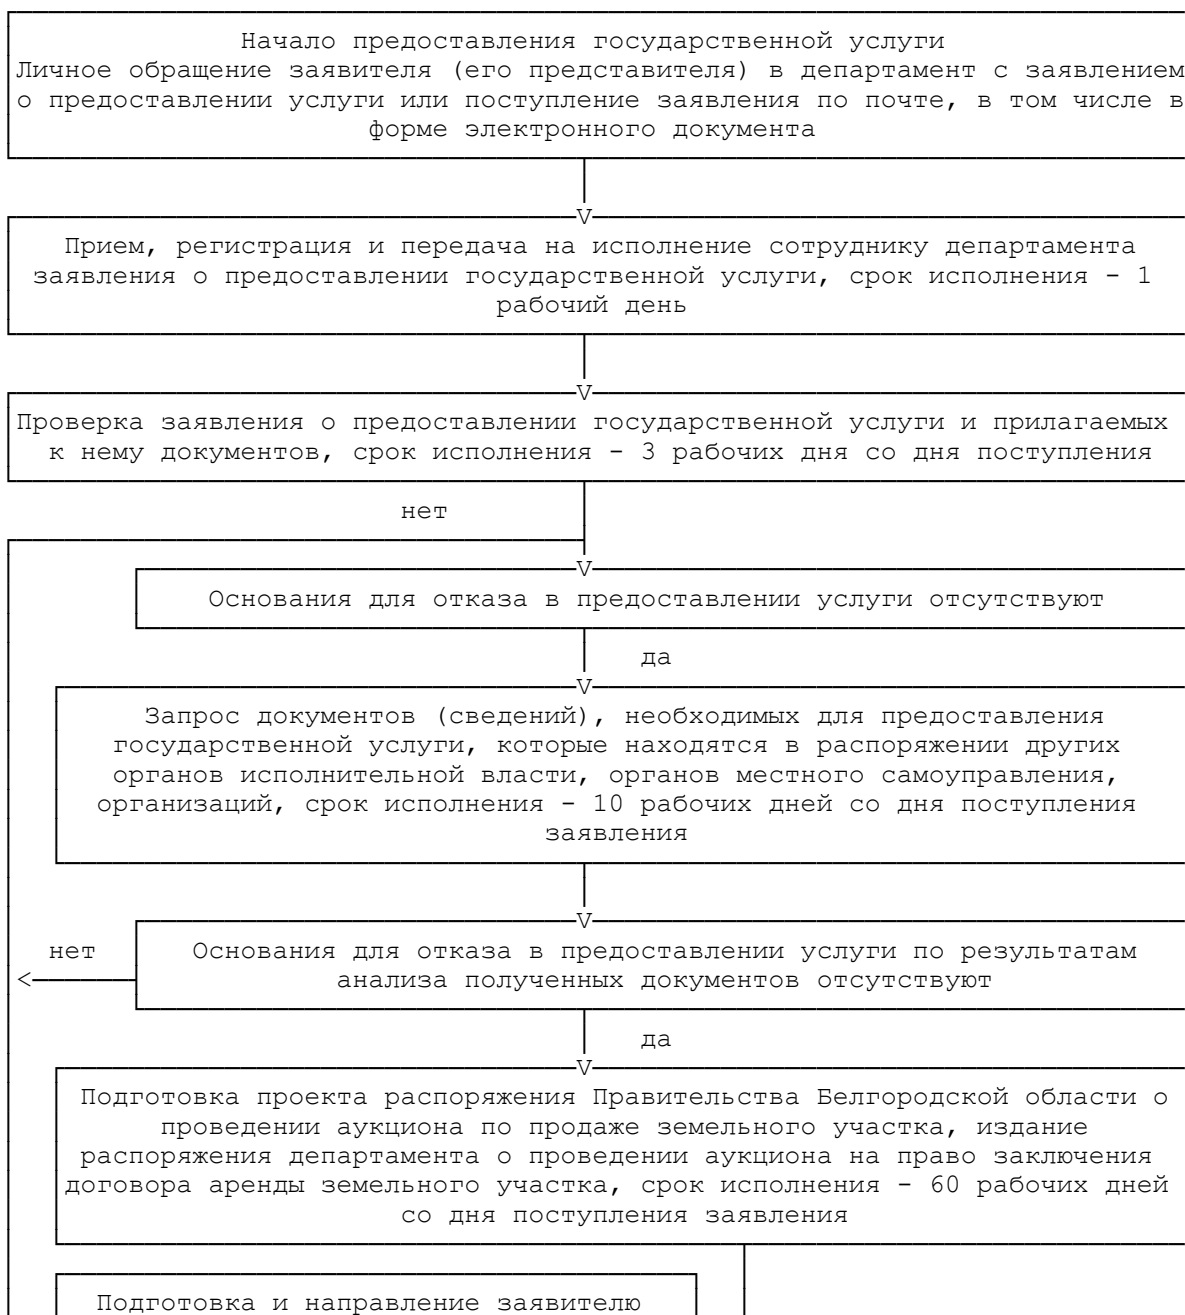 Начало предоставления государственной услуги
Личное обращение заявителя (его представителя) в департамент с заявлением
о предоставлении услуги или поступление заявления по почте, в том числе в
форме электронного документа
V
Прием, регистрация и передача на исполнение сотруднику департамента
заявления о предоставлении государственной услуги, срок исполнения - 1
рабочий день
V
Проверка заявления о предоставлении государственной услуги и прилагаемых
к нему документов, срок исполнения - 3 рабочих дня со дня поступления
нет
V
Основания для отказа в предоставлении услуги отсутствуют
да
V
Запрос документов (сведений), необходимых для предоставления
государственной услуги, которые находятся в распоряжении других
органов исполнительной власти, органов местного самоуправления,
организаций, срок исполнения - 10 рабочих дней со дня поступления
заявления
V
нет Основания для отказа в предоставлении услуги по результатам
< анализа полученных документов отсутствуют
да
V
Подготовка проекта распоряжения Правительства Белгородской области о
проведении аукциона по продаже земельного участка, издание
распоряжения департамента о проведении аукциона на право заключения
договора аренды земельного участка, срок исполнения - 60 рабочих дней
со дня поступления заявления
Подготовка и направление заявителю